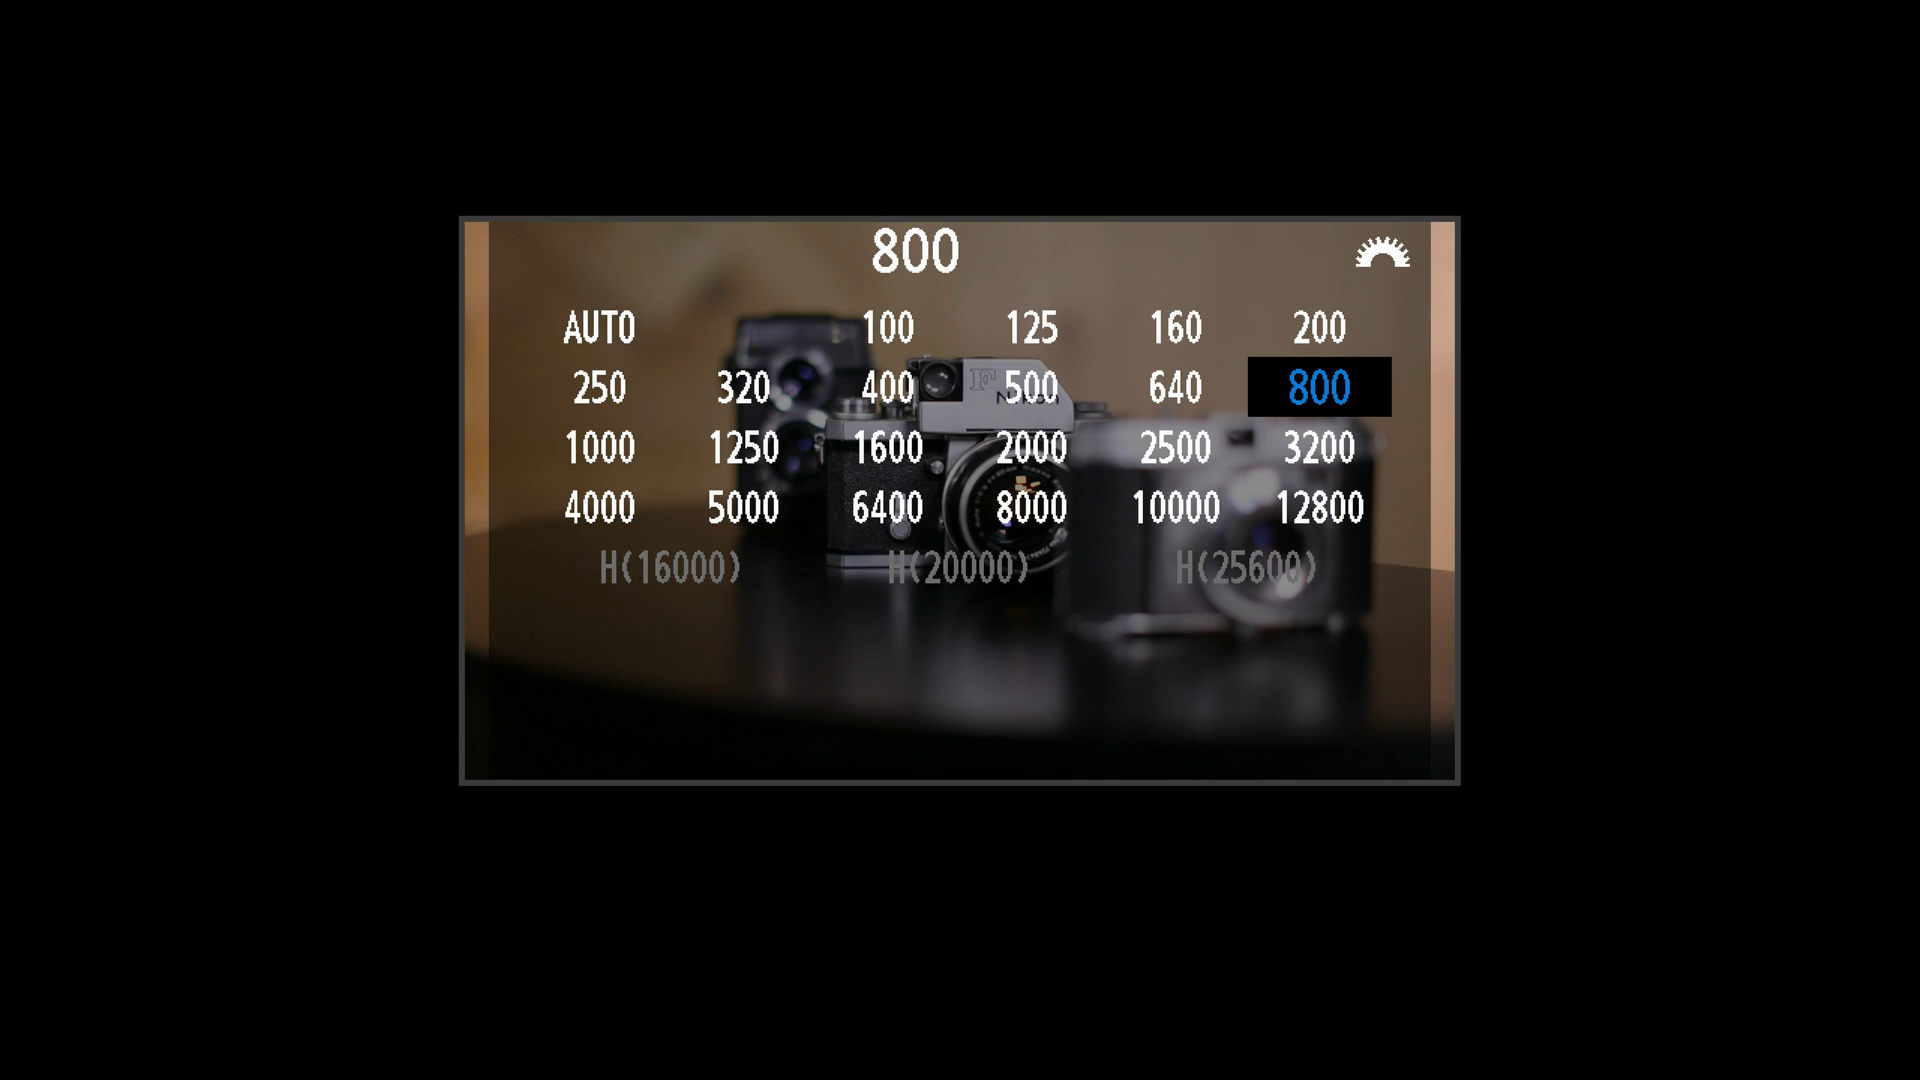 800
AUTO 100 125 160 200
250 320 400 500 640 800
1000 1250 1600 2000 2500 3200
4000 5000 6400 8000 10000 12800
H(16000) H(20000) H(25600)
F